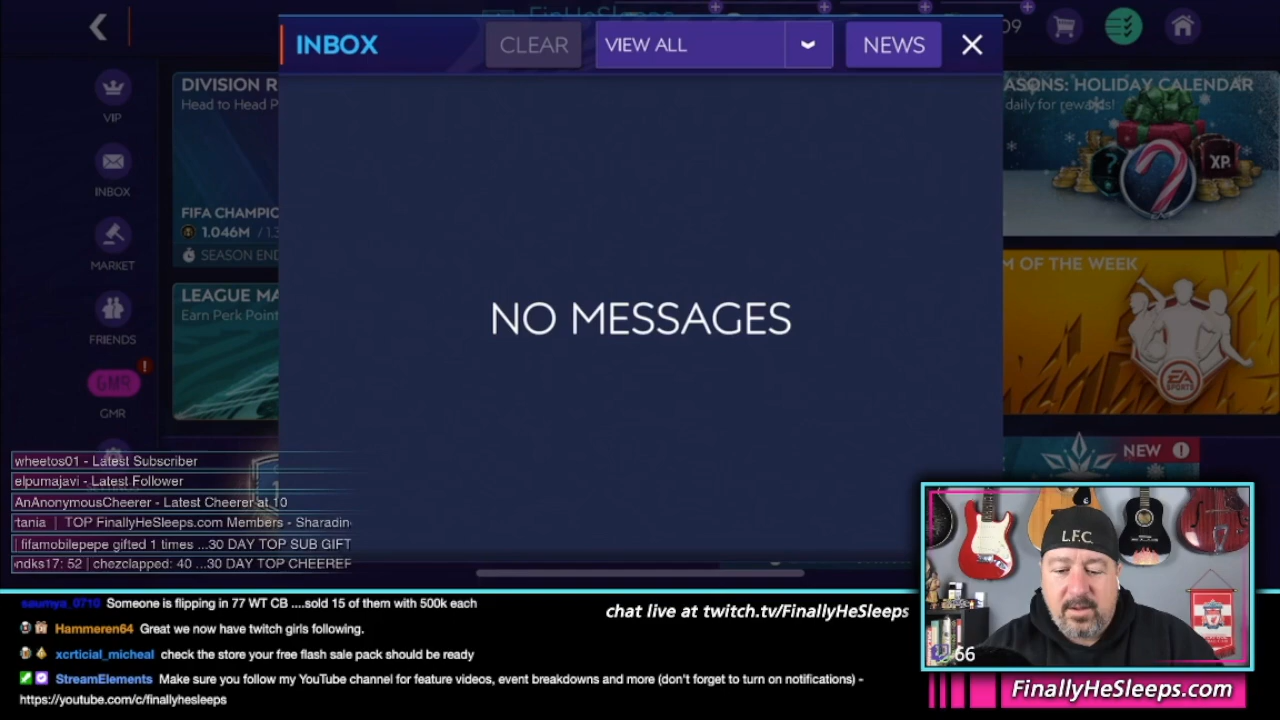 INBOX
CLEAR
VIEW ALL
NEWS
09
VIP
INBOX
MARKET
FRIENDS
GMR
GMR
DIVISION R
Head to Head P
FIFA CHAMPIO
1.046M
SEASON END
LEAGUE MA
Earn Perk Point
NO MESSAGES
ASONS: HOLIDAY CALENDAR
daily for rewards!
XP
M OF THE WEEK
EA
SPORTS
NEW
wheetos01 - Latest Subscriber
elpumajavi - Latest Follower
AnAnonymousCheerer - Latest Cheerer at 10
tania | TOP FinallyHeSleeps.com Members - Sharadin
| fifamobilepepe gifted 1 times ...30 DAY TOP SUB GIFT
ndks17: 52 | chezclapped: 40 ...30 DAY TOP CHEERER
saumya_0710 Someone is flipping in 77 WT CB ....sold 15 of them with 500k each
Hammeren64 Great we now have twitch girls following.
xcrticial_micheal check the store your free flash sale pack should be ready
StreamElements Make sure you follow my YouTube channel for feature videos, event breakdowns and more (don't forget to turn on notifications) -
https://youtube.com/c/finallyhesleeps
chat live at twitch.tv/FinallyHeSleeps
L.F.C.
66
FinallyHeSleeps.com